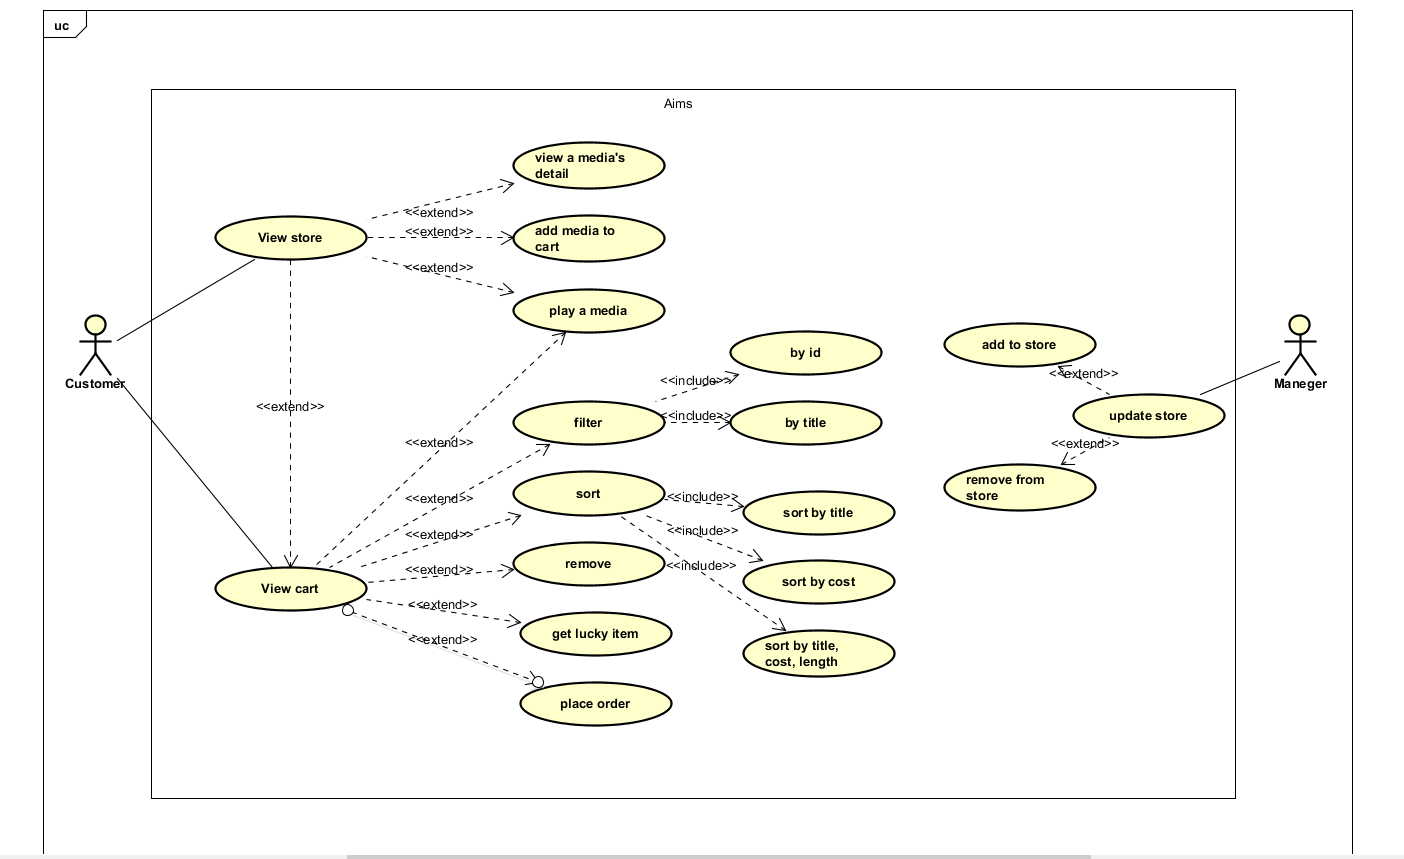 uc
Aims
view a media's
detail
<<extend>>
View store
<<extend>>
add media to
cart
<<extend>>
play a media
Customer
<<extend>>
<<extend>>
filter
<<include>>
by id
<<include>>
by title
<<extend>>
sort
<<include>>
sort by title
<<extend>>
<<include>>
sort by cost
<<include>>
sort by title,
cost, length
<<extend>>
remove
View cart
<<extend>>
get lucky item
<<extend>>
place order
add to store
<<extend>>
update store
<<extend>>
remove from
store
Maneger